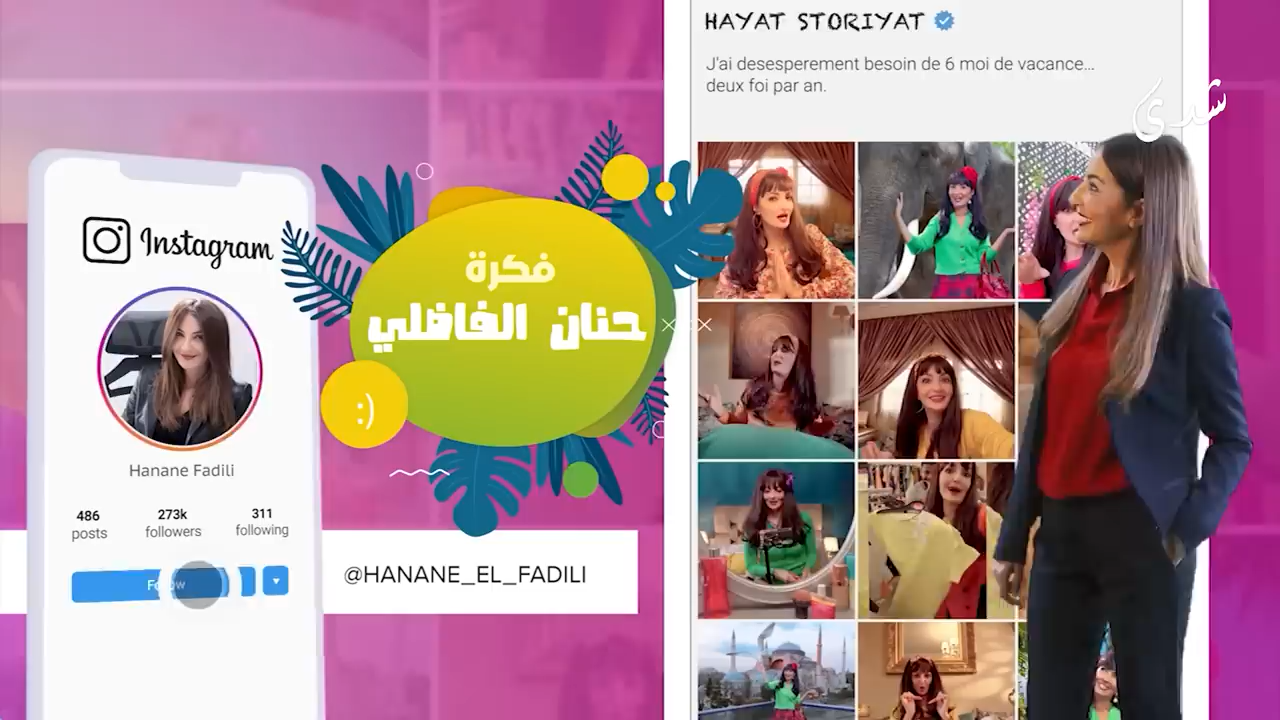 HAYAT STORIYAT
J'ai desesperement besoin de 6 moi de vacance...
deux foi par an.
شدى
Instagram
Hanane Fadili
486 273k 311
posts followers following
Follow
فكرة
حنان الفاضلي
:)
@HANANE_EL_FADILI